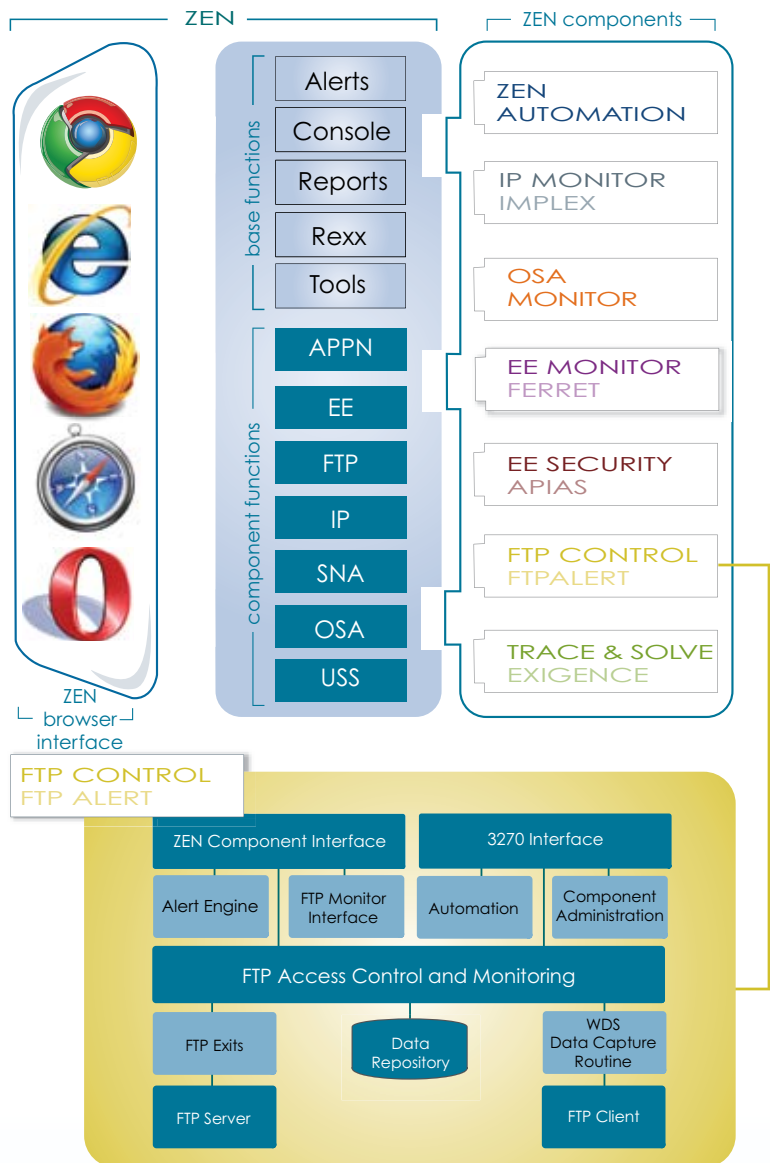 ZEN
ZEN components
base functions
Alerts
Console
Reports
Rexx
Tools
component functions
APPN
EE
FTP
IP
SNA
OSA
USS
ZEN
AUTOMATION
IP MONITOR
IMPLEX
OSA
MONITOR
EE MONITOR
FERRET
EE SECURITY
APIAS
FTP CONTROL
FTPALERT
TRACE & SOLVE
EXIGENCE
ZEN
browser
interface
FTP CONTROL
FTP ALERT
ZEN Component Interface
3270 Interface
Alert Engine
FTP Monitor
Interface
Automation
Component
Administration
FTP Access Control and Monitoring
FTP Exits
Data
Repository
WDS
Data Capture
Routine
FTP Server
FTP Client